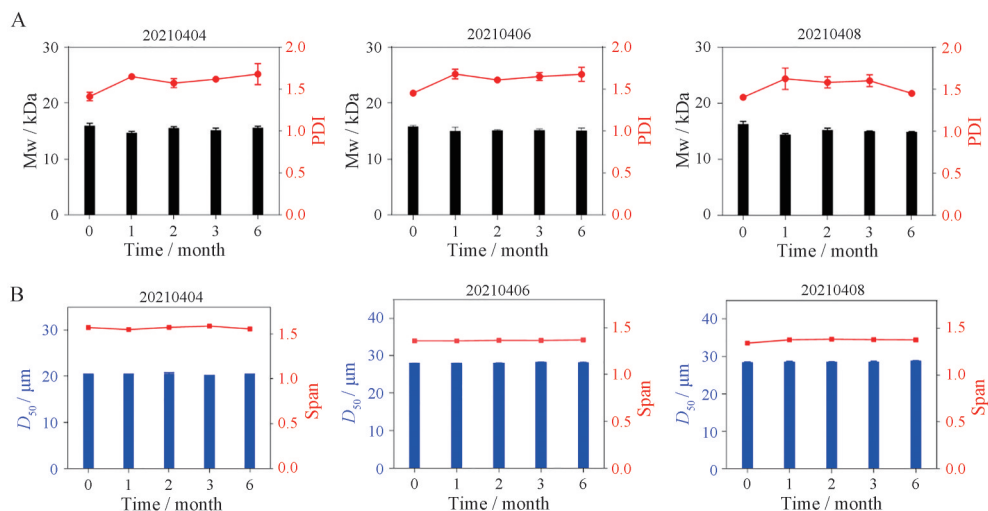 A
20210404
20210406
20210408
30
20
10
0
Mw / kDa
2.0
1.5
1.0
0.5
0.0
PDI
0 1 2 3 6
Time / month
30
20
10
0
Mw / kDa
2.0
1.5
1.0
0.5
0.0
PDI
0 1 2 3 6
Time / month
30
20
10
0
Mw / kDa
2.0
1.5
1.0
0.5
0.0
PDI
0 1 2 3 6
Time / month
B
20210404
20210406
20210408
30
20
10
0
D50 / μm
1.5
1.0
0.5
0.0
Span
0 1 2 3 6
Time / month
40
30
20
10
0
D50 / μm
1.5
1.0
0.5
0.0
Span
0 1 2 3 6
Time / month
40
30
20
10
0
D50 / μm
1.5
1.0
0.5
0.0
Span
0 1 2 3 6
Time / month